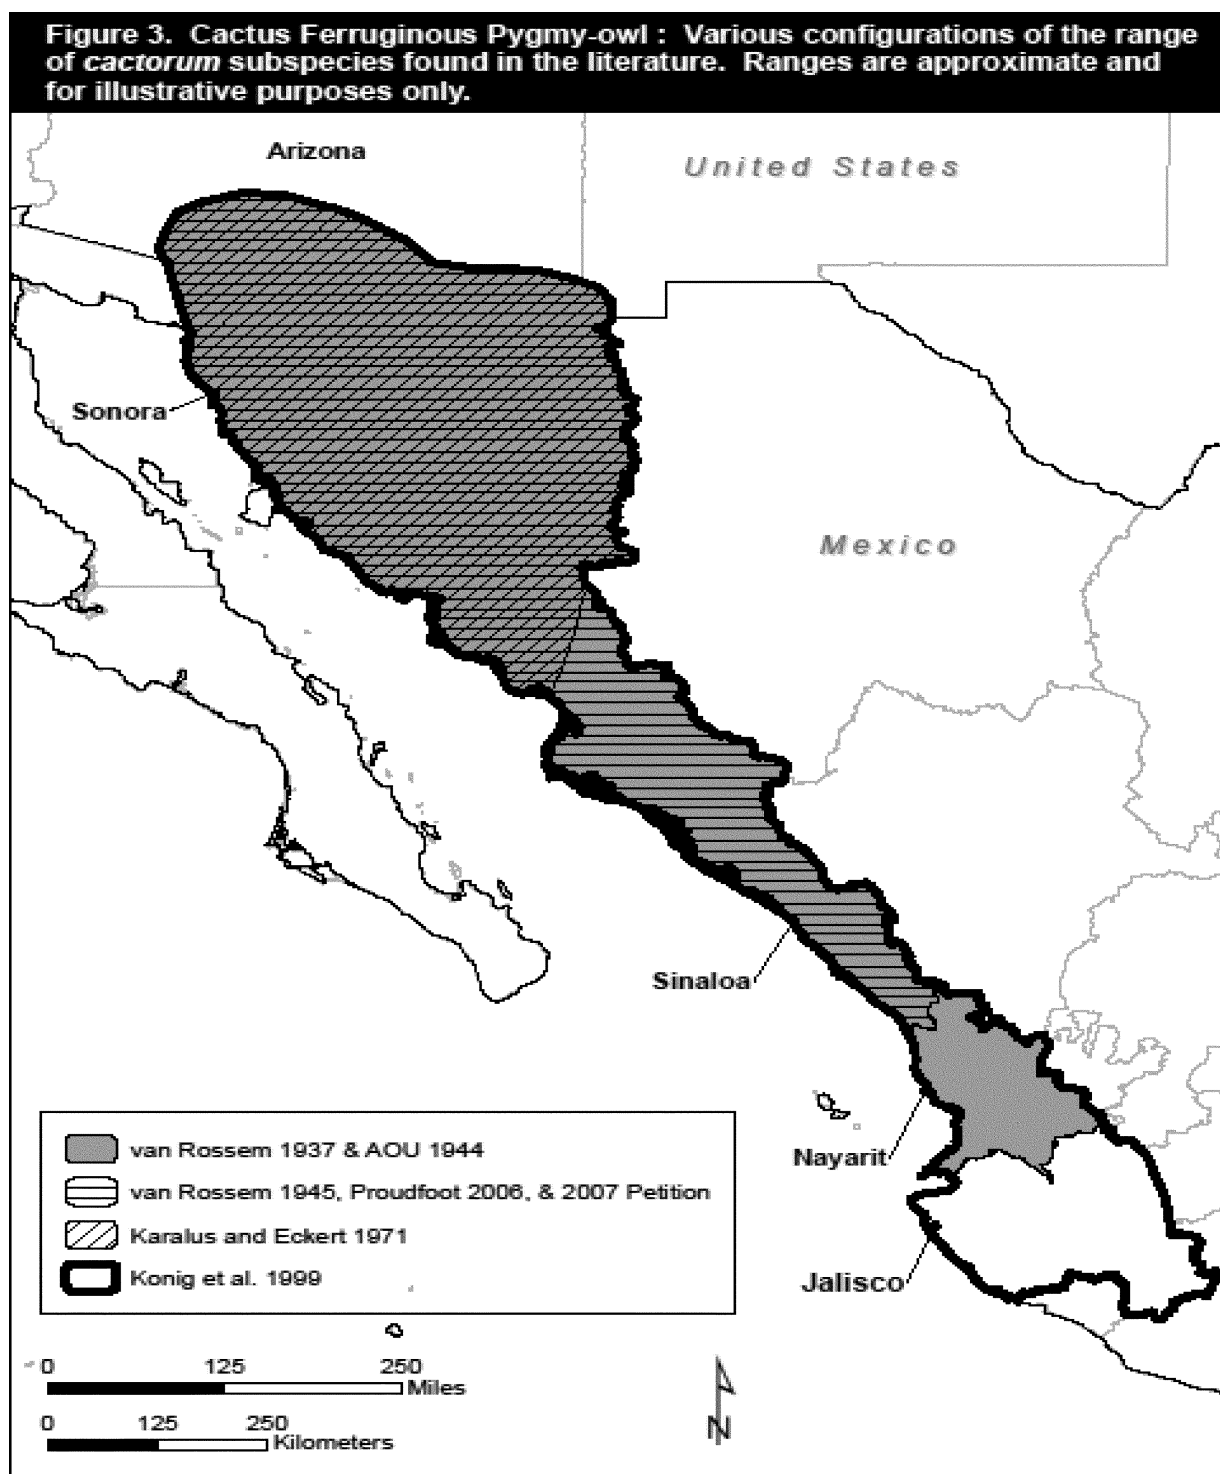 Figure 3. Cactus Ferruginous Pygmy-owl : Various configurations of the range
of cactorum subspecies found in the literature. Ranges are approximate and
for illustrative purposes only.
Arizona
United States
Sonora
Mexico
Sinaloa
Nayarit
Jalisco
van Rossem 1937 & AOU 1944
van Rossem 1945, Proudfoot 2006, & 2007 Petition
Karalus and Eckert 1971
Konig et al. 1999
0 125 250
Miles
0 125 250
Kilometers
N